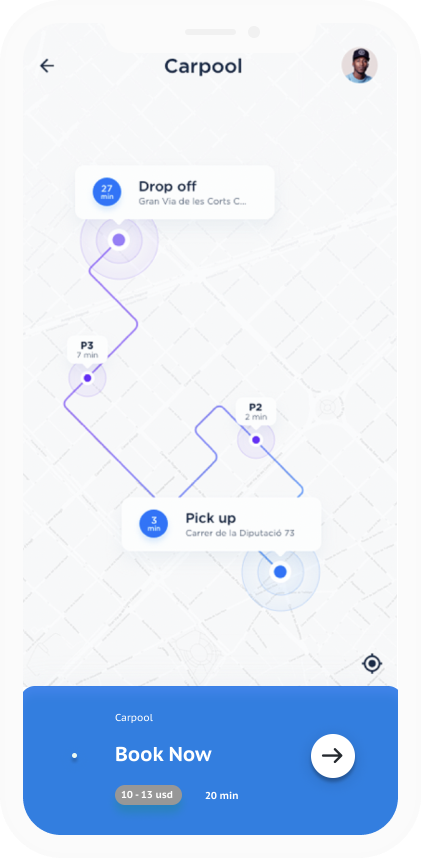 Carpool
27
min
Drop off
Gran Via de les Corts C...
P3
7 min
P2
2 min
3
min
Pick up
Carrer de la Diputació 73
Carpool
Book Now
10 - 13 usd
20 min